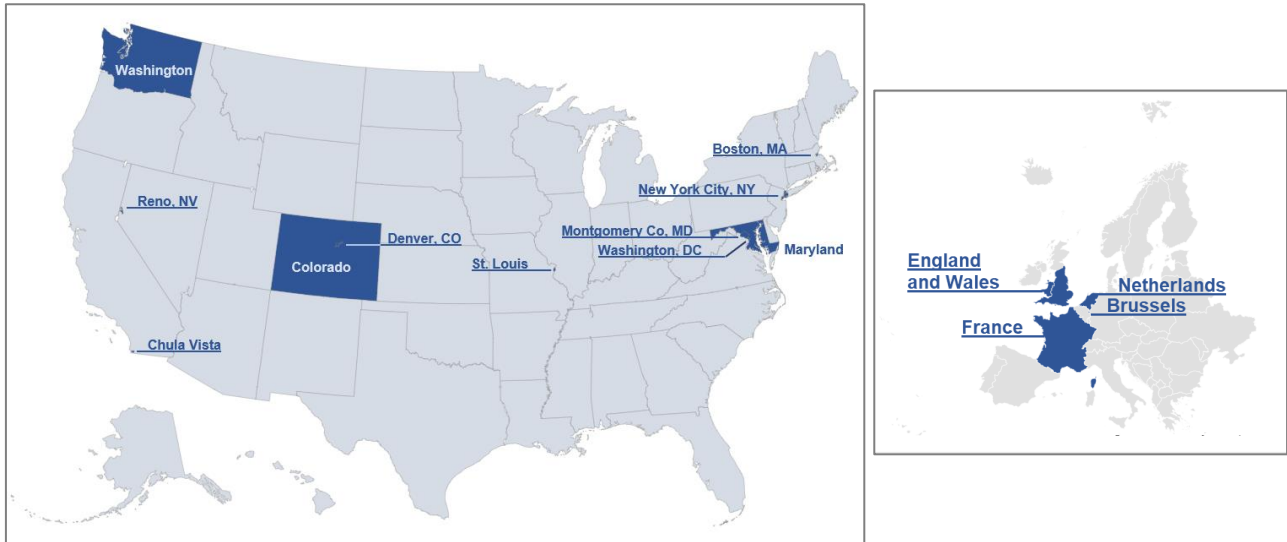 Washington
Boston, MA
New York City, NY
Reno, NV
Montgomery Co, MD
Denver, CO
Washington, DC
Maryland
St. Louis
Colorado
Chula Vista
England
and Wales
Netherlands
Brussels
France